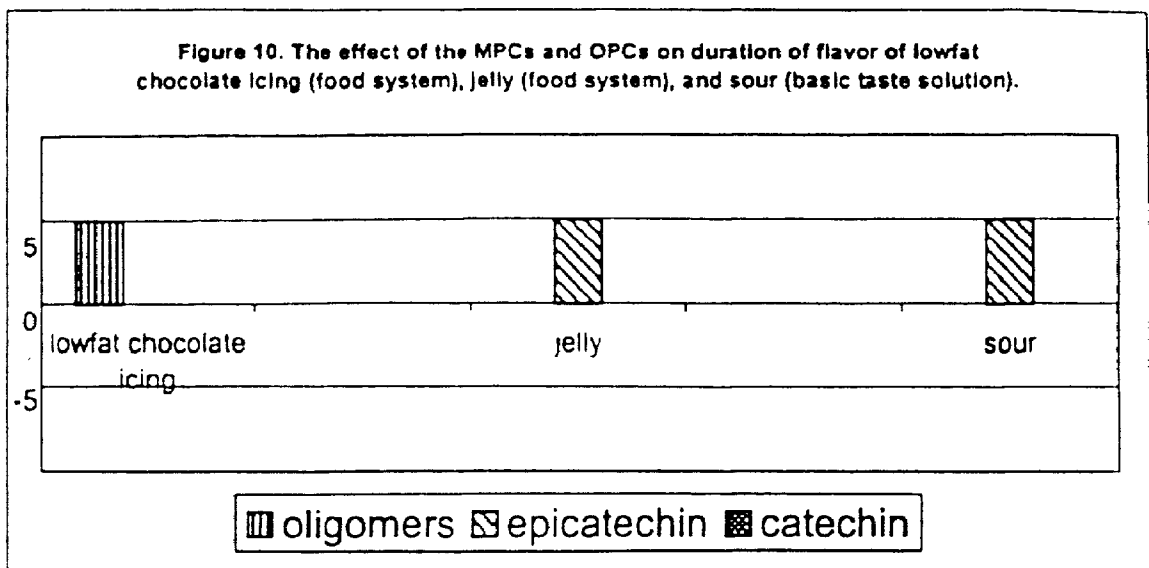 Figure 10. The effect of the MPCs and OPCs on duration of flavor of lowfat
chocolate icing (food system), jelly (food system), and sour (basic taste solution).
5
0
-5
lowfat chocolate
icing
jelly
sour
oligomers epicatechin catechin